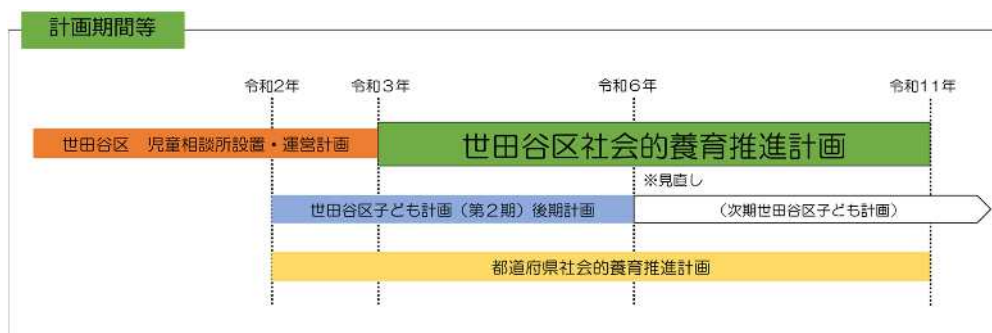 計画期間等
令和2年
令和3年
令和6年
令和11年
世田谷区　児童相談所設置・運営計画
世田谷区社会的養育推進計画
※見直し
世田谷区子ども計画（第2期）後期計画
（次期世田谷区子ども計画）
都道府県社会的養育推進計画